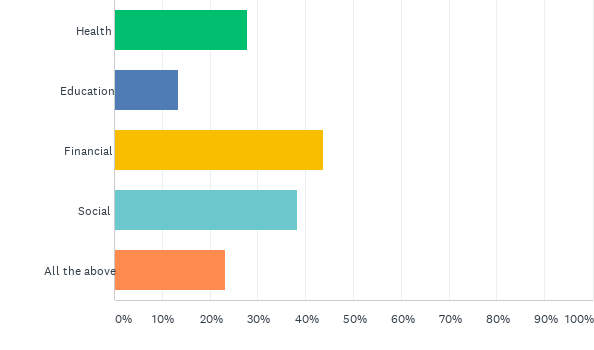 Health
Education
Financial
Social
All the above
0% 10% 20% 30% 40% 50% 60% 70% 80% 90% 100%